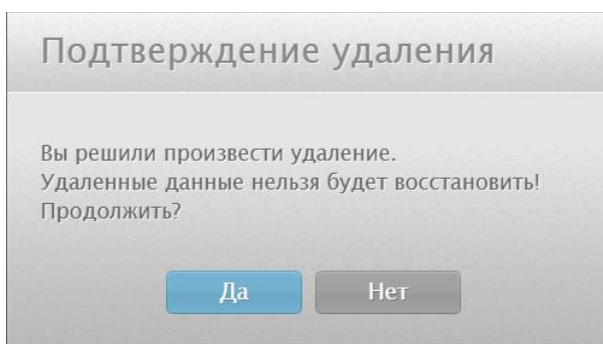 Подтверждение удаления
Вы решили произвести удаление.
Удаленные данные нельзя будет восстановить!
Продолжить?
Да
Нет